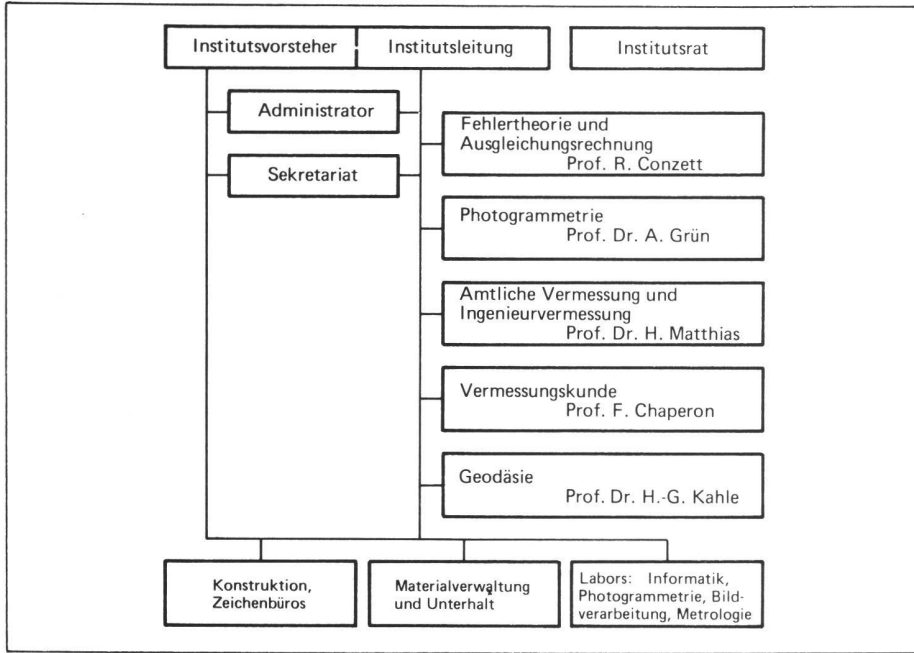 Institutsvorsteher
Institutsleitung
Institutsrat
Administrator
Sekretariat
Fehlertheorie und
Ausgleichungsrechnung
Prof. R. Conzett
Photogrammetrie
Prof. Dr. A. Grün
Amtliche Vermessung und
Ingenieurvermessung
Prof. Dr. H. Matthias
Vermessungskunde
Prof. F. Chaperon
Geodäsie
Prof. Dr. H.-G. Kahle
Konstruktion,
Zeichenbüros
Materialverwaltung
und Unterhalt
Labors: Informatik,
Photogrammetrie, Bild-
verarbeitung, Metrologie